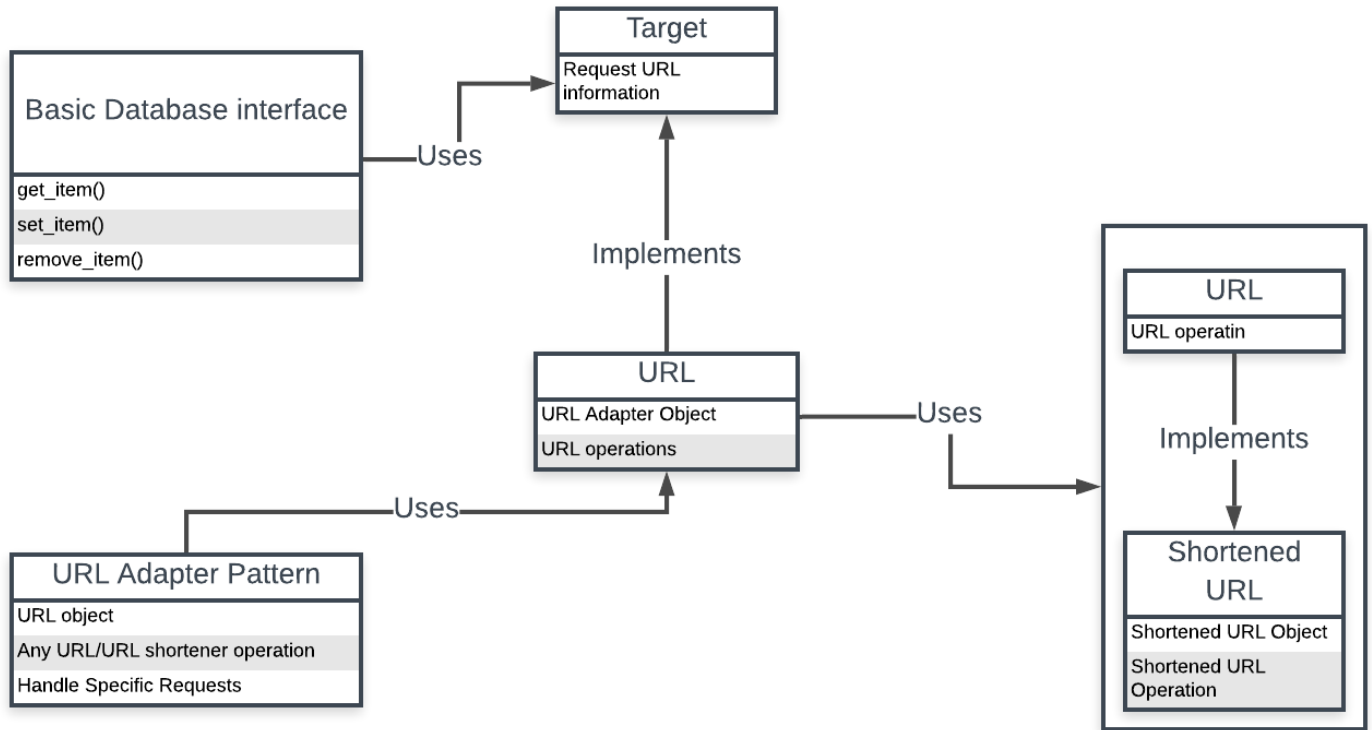 Target
Request URL
information
Basic Database interface
get_item()
set_item()
remove_item()
Uses
Implements
URL
URL Adapter Object
URL operations
Uses
URL
URL operatin
Implements
Shortened
URL
Shortened URL Object
Shortened URL
Operation
Uses
URL Adapter Pattern
URL object
Any URL/URL shortener operation
Handle Specific Requests